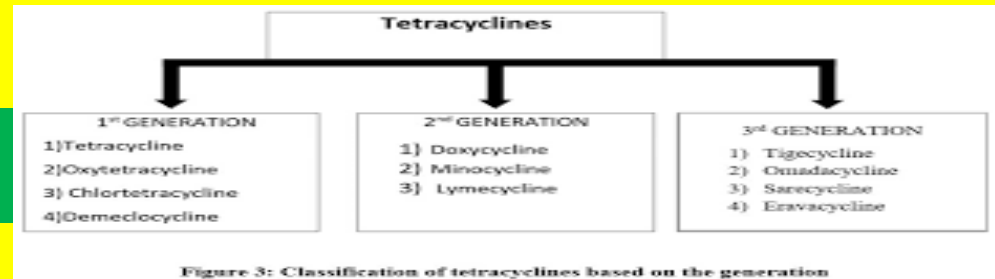 Tetracyclines
1st GENERATION
1)Tetracycline
2)Oxytetracycline
3) Chlortetracycline
4)Demeclocycline
2nd GENERATION
1) Doxycycline
2) Minocycline
3) Lymecycline
3rd GENERATION
1) Tigecycline
2) Omadacycline
3) Sarecycline
4) Eravacycline
Figure 3: Classification of tetracyclines based on the generation